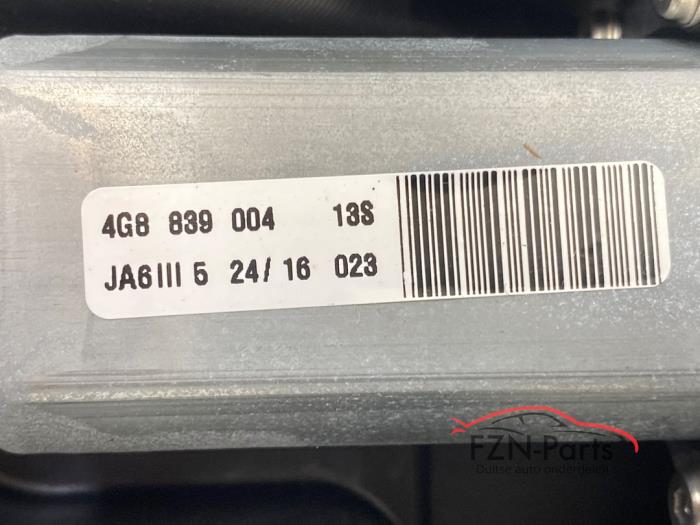 4G8 839 004 13S
JA6III 5 24/ 16 023
FZN-Parts
Duitse auto onderdelen